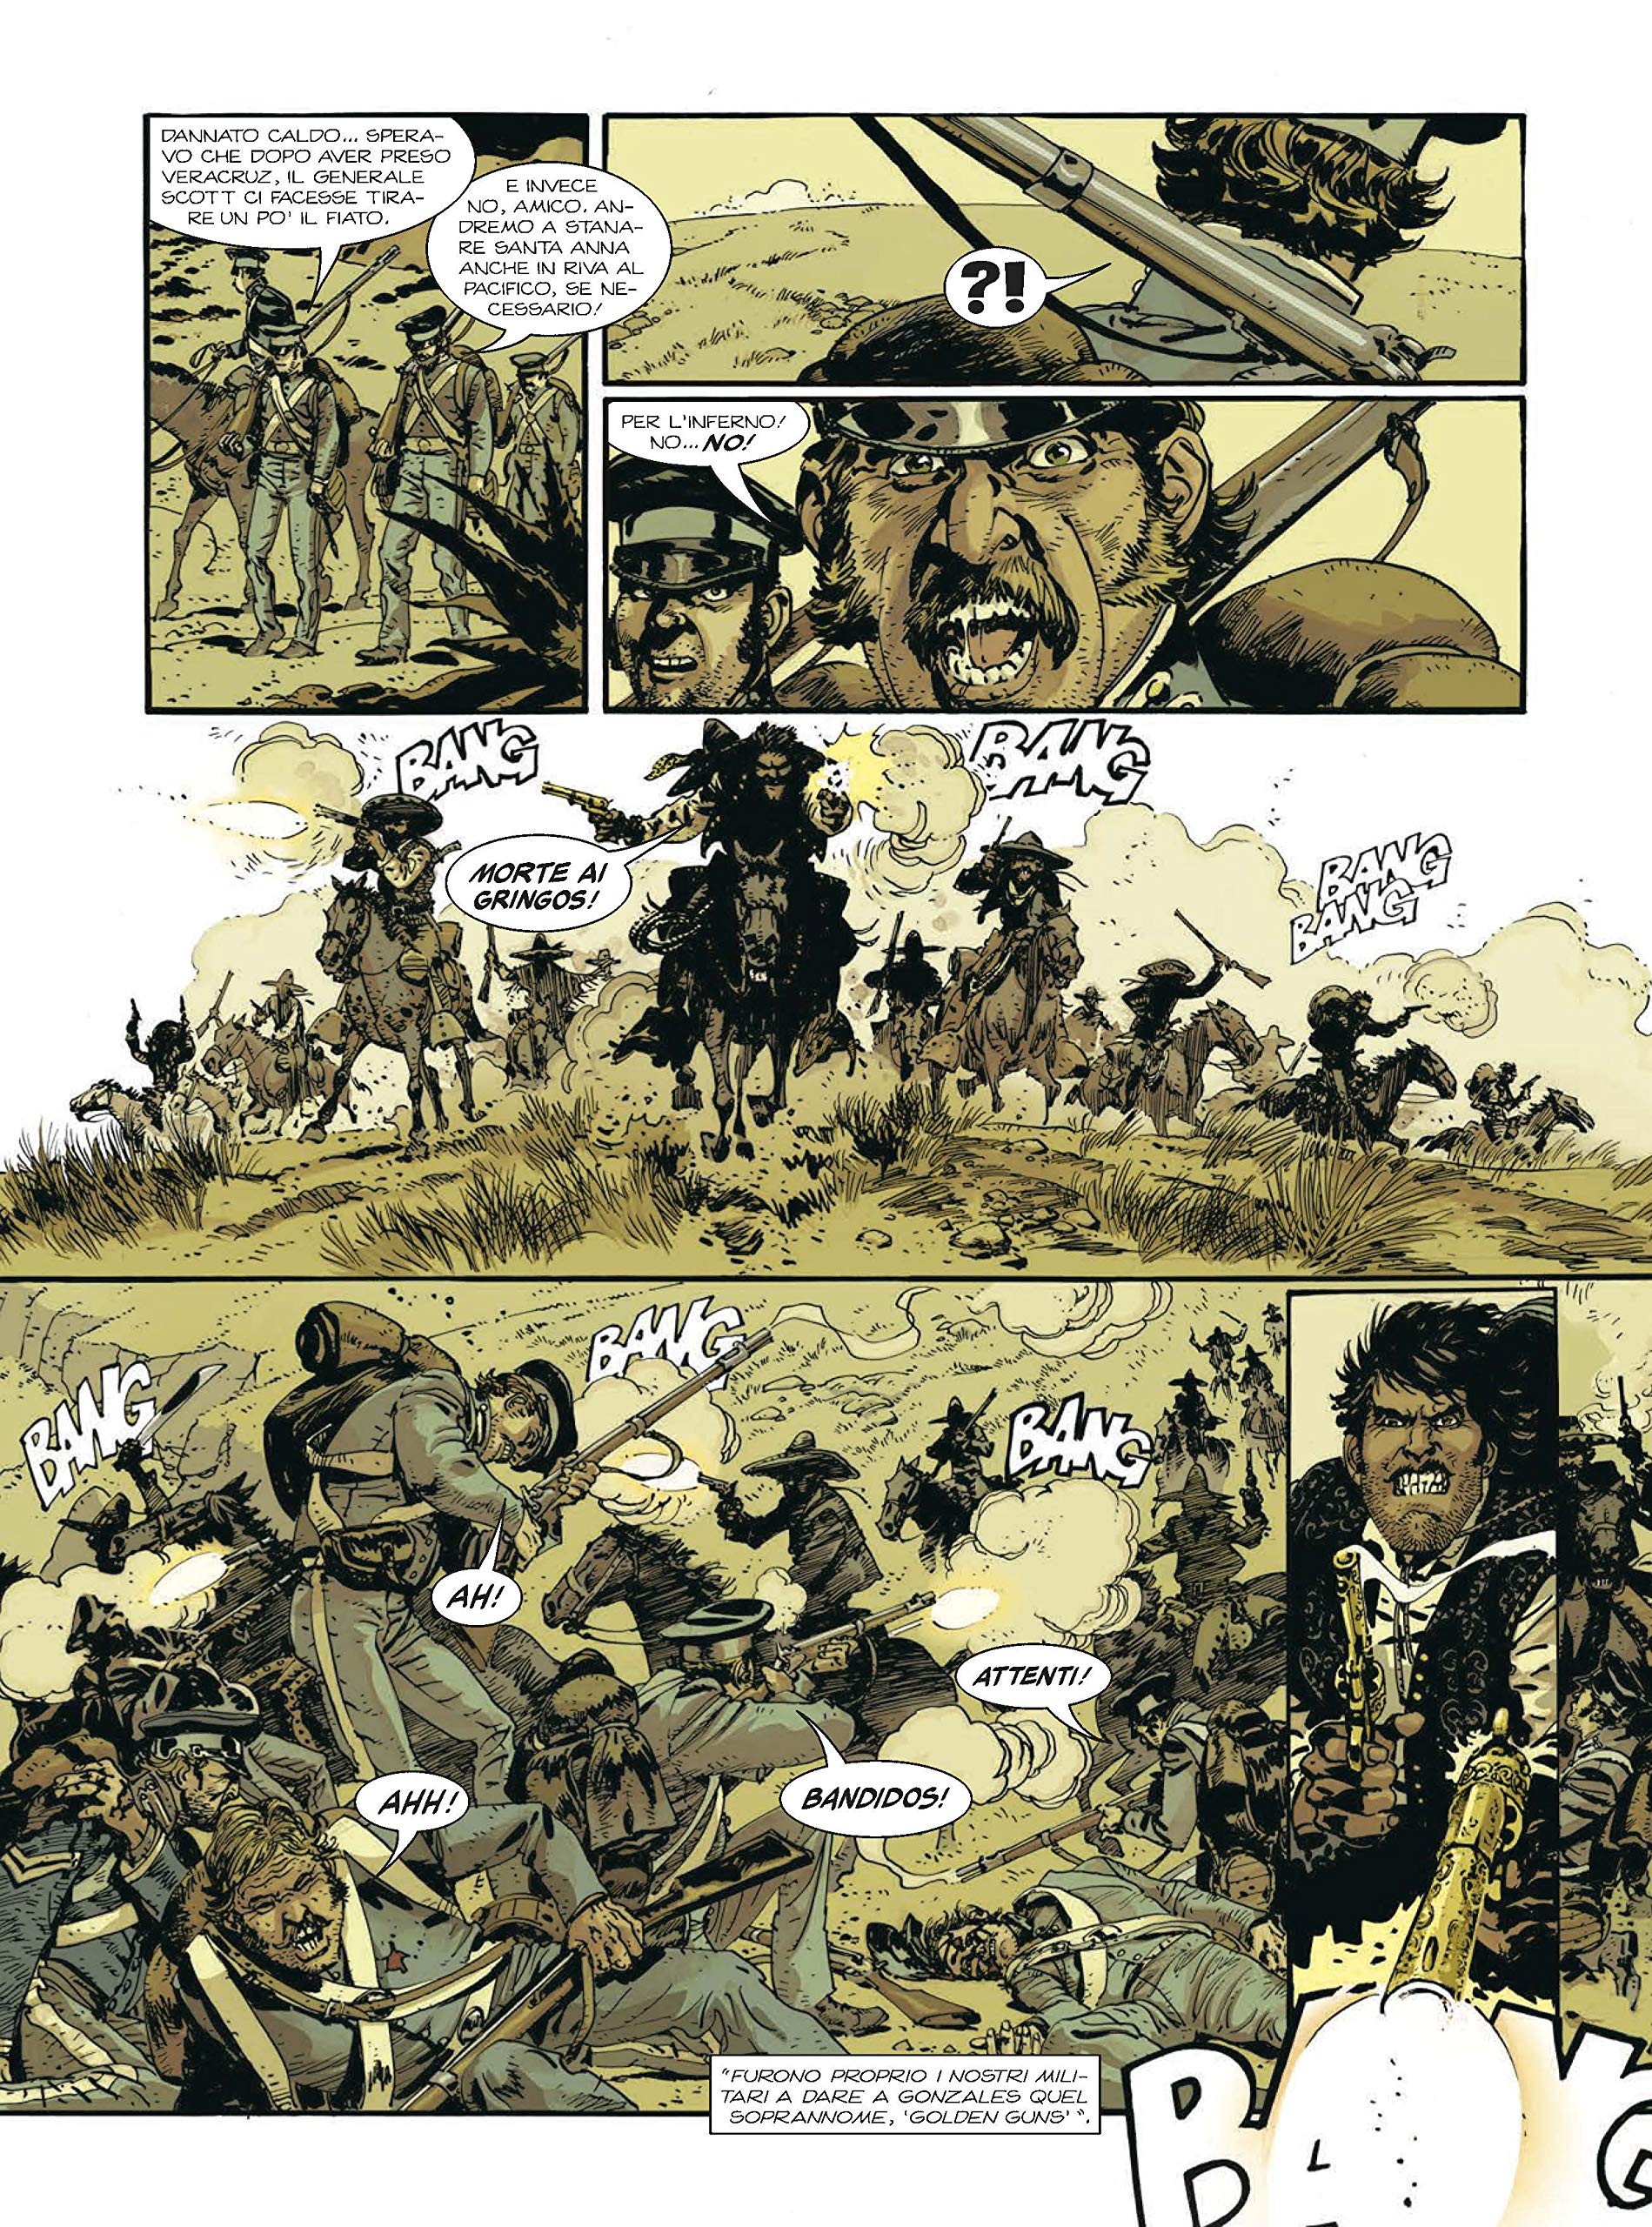 DANNATO CALDO... SPERA-
VO CHE DOPO AVER PRESO
VERACRUZ, IL GENERALE
SCOTT CI FACESSE TIRA-
RE UN PO' IL FIATO.
E INVECE
NO, AMICO. AN-
DREMO A STANA-
RE SANTA ANNA
ANCHE IN RIVA AL
PACIFICO, SE NE-
CESSARIO!
?!
PER L'INFERNO!
NO... NO!
BANG
BANG
MORTE AI
GRINGOS!
BANG
BANG
BANG
BANG
BANG
AH!
ATTENTI!
AHH!
BANDIDOS!
"FURONO PROPRIO I NOSTRI MILI-
TARI A DARE A GONZALES QUEL
SOPRANNOME, 'GOLDEN GUNS' ".